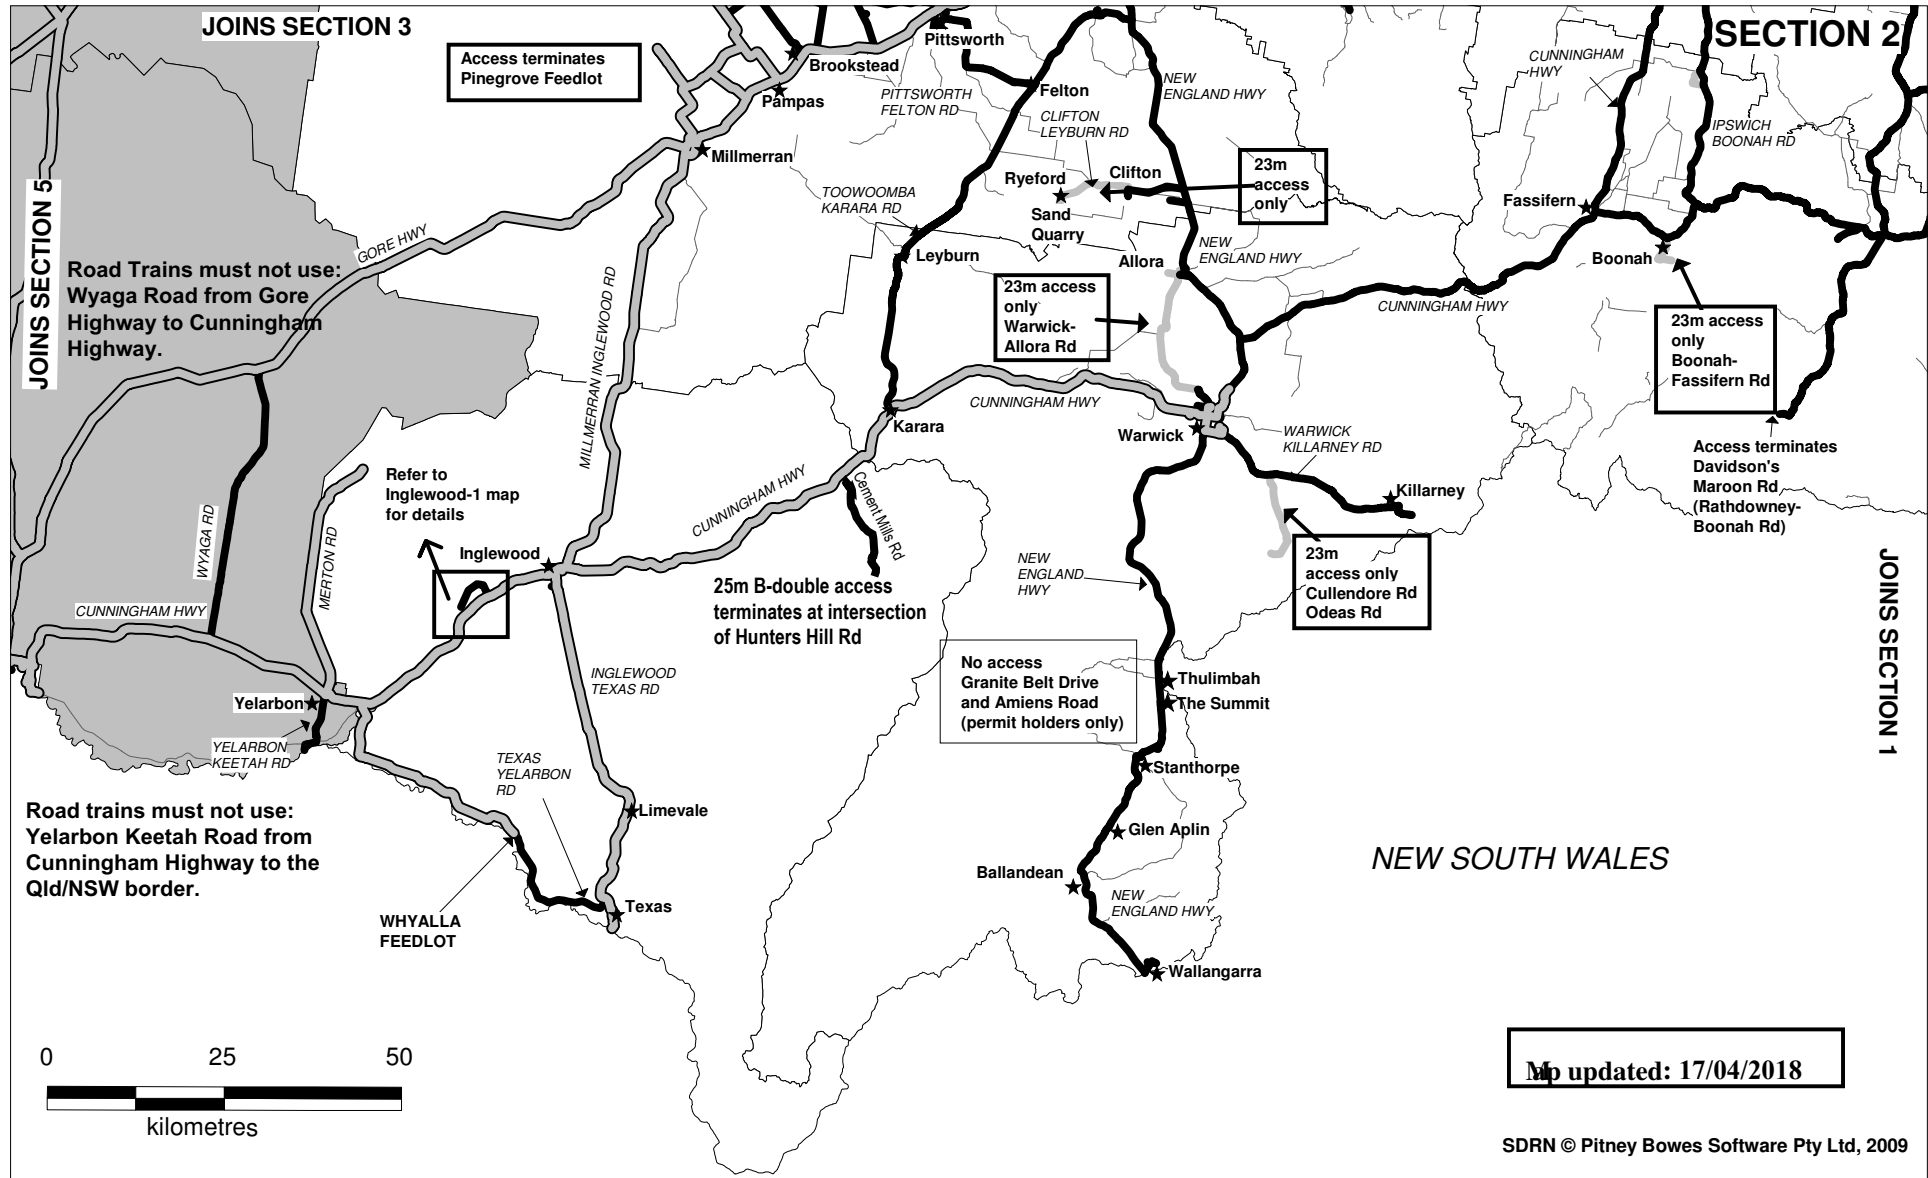 JOINS SECTION 3
SECTION 2
Access terminates
Pinegrove Feedlot
Pittsworth
Brookstead
Pampas
PITTSWORTH
FELTON RD
Felton
NEW
ENGLAND HWY
CUNNINGHAM
HWY
IPSWICH
BOONAH RD
CLIFTON
LEYBURN RD
Millmerran
Ryeford
Clifton
23m
access
only
Sand
Quarry
TOOWOOMBA
KARARA RD
Fassifern
JOINS SECTION 5
GORE HWY
Leyburn
Allora
NEW
ENGLAND HWY
Boonah
Road Trains must not use:
Wyaga Road from Gore
Highway to Cunningham
Highway.
MILLMERRAN INGLEWOOD RD
23m access
only
Warwick-
Allora Rd
CUNNINGHAM HWY
23m access
only
Boonah-
Fassifern Rd
CUNNINGHAM HWY
Karara
Warwick
WARWICK
KILLARNEY RD
Access terminates
Davidson's
Maroon Rd
(Rathdowney-
Boonah Rd)
Refer to
Inglewood-1 map
for details
CUNNINGHAM HWY
Cement Mills Rd
Killarney
WYAGA RD
MERTON RD
Inglewood
NEW
ENGLAND
HWY
23m
access only
Cullendore Rd
Odeas Rd
JOINS SECTION 1
CUNNINGHAM HWY
25m B-double access
terminates at intersection
of Hunters Hill Rd
INGLEWOOD
TEXAS RD
No access
Granite Belt Drive
and Amiens Road
(permit holders only)
Thulimbah
The Summit
Yelarbon
YELARBON
KEETAH RD
TEXAS
YELARBON
RD
Stanthorpe
Road trains must not use:
Yelarbon Keetah Road from
Cunningham Highway to the
Qld/NSW border.
Limevale
Glen Aplin
NEW SOUTH WALES
Ballandean
NEW
ENGLAND HWY
WHYALLA
FEEDLOT
Texas
Wallangarra
0 25 50
kilometres
Map updated: 17/04/2018
SDRN © Pitney Bowes Software Pty Ltd, 2009